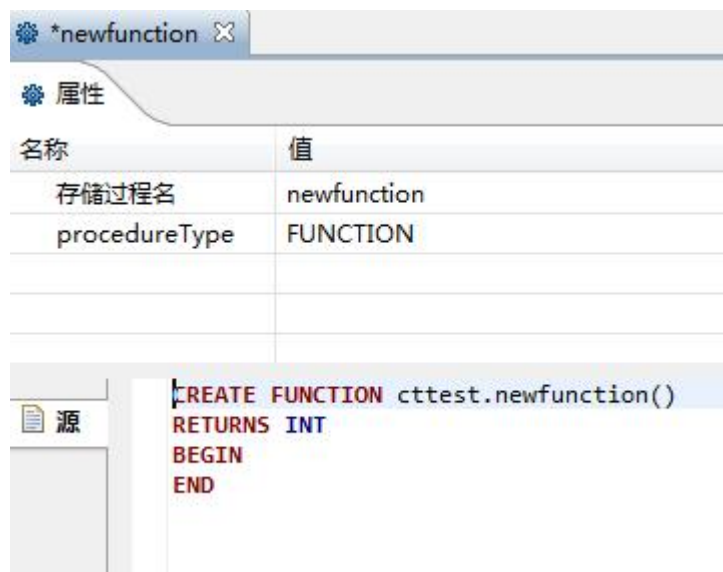 *newfunction
属性
名称 值
存储过程名 newfunction
procedureType FUNCTION
源
CREATE FUNCTION cttest.newfunction()
RETURNS INT
BEGIN
END